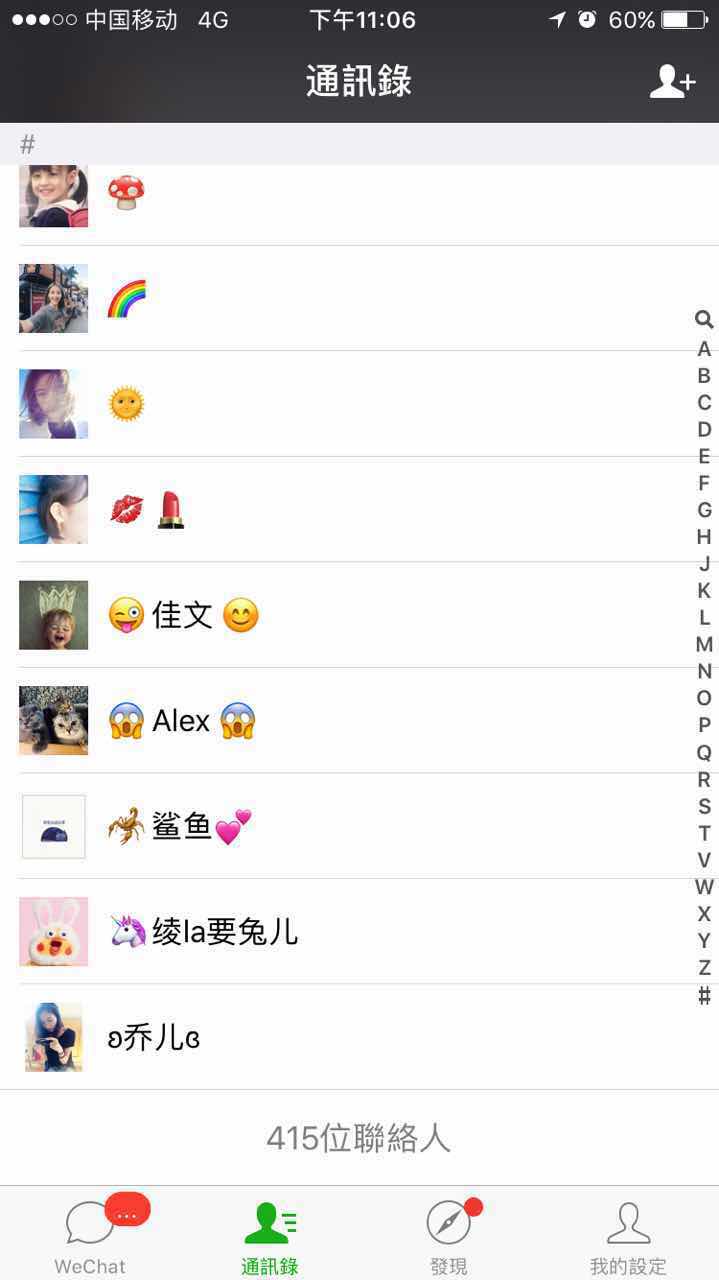 中国移动 4G 下午11:06 60%
通訊錄
#
🍄
🌈
🌞
💋💄
😜佳文😊
😱Alex😱
🦂鲨鱼💕
🦄绫la要兔儿
ʚ乔儿ɞ
415位聯絡人
A
B
C
D
E
F
G
H
J
K
L
M
N
O
P
Q
R
S
T
V
W
X
Y
Z
#
...
WeChat 通訊錄 發現 我的設定